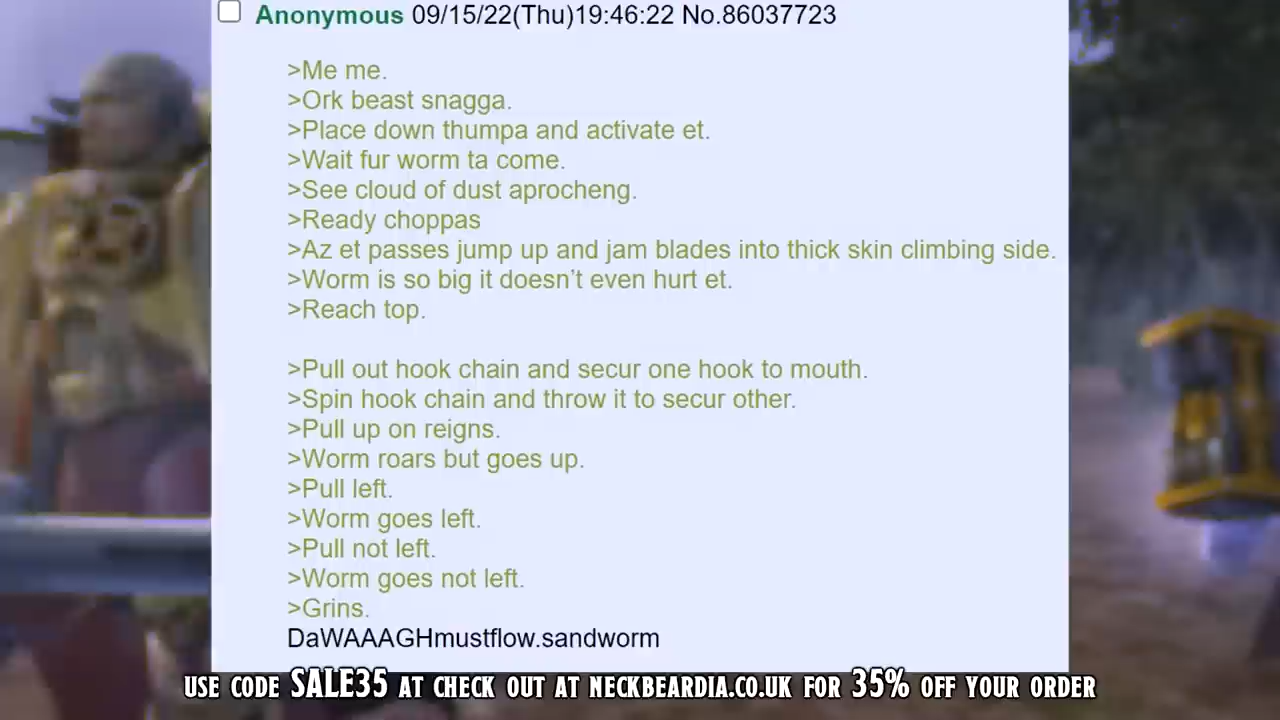 Anonymous 09/15/22(Thu)19:46:22 No.86037723
>Me me.
>Ork beast snagga.
>Place down thumpa and activate et.
>Wait fur worm ta come.
>See cloud of dust aprocheng.
>Ready choppas
>Az et passes jump up and jam blades into thick skin climbing side.
>Worm is so big it doesn’t even hurt et.
>Reach top.
>Pull out hook chain and secur one hook to mouth.
>Spin hook chain and throw it to secur other.
>Pull up on reigns.
>Worm roars but goes up.
>Pull left.
>Worm goes left.
>Pull not left.
>Worm goes not left.
>Grins.
DaWAAAGHmustflow.sandworm
USE CODE SALE35 AT CHECK OUT AT NECKBEARDIA.CO.UK FOR 35% OFF YOUR ORDER